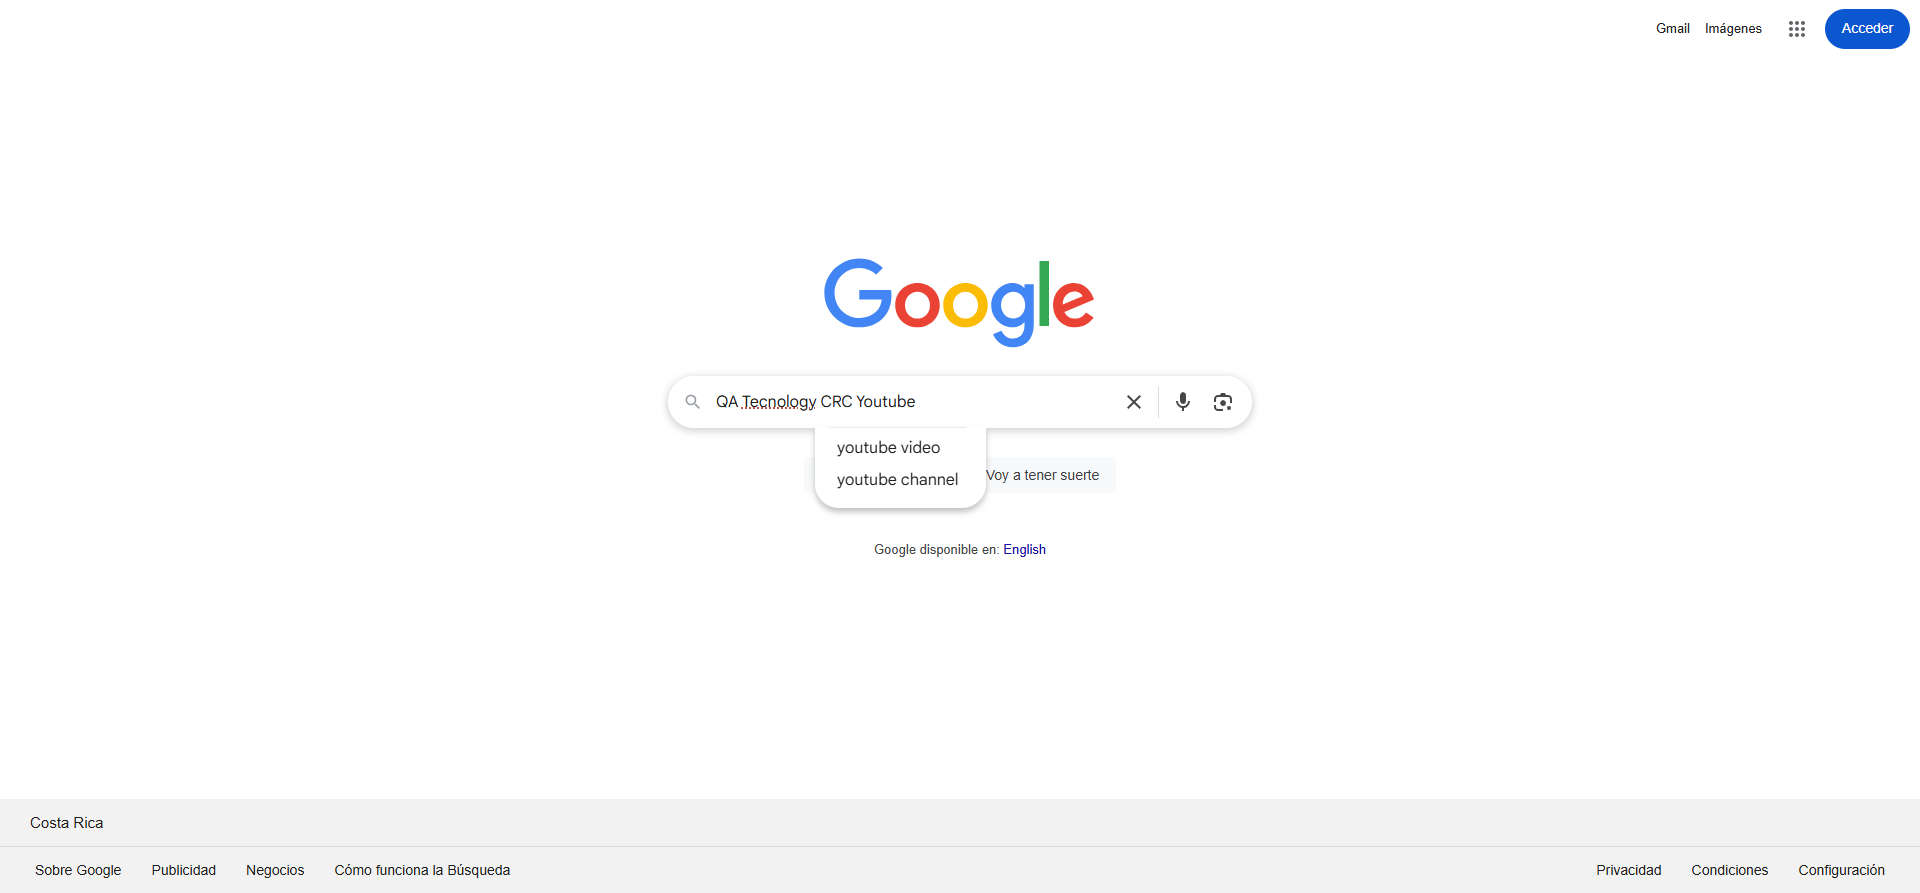 Gmail Imágenes Acceder
Google
QA Tecnology CRC Youtube
youtube video
youtube channel
Voy a tener suerte
Google disponible en: English
Costa Rica
Sobre Google Publicidad Negocios Cómo funciona la Búsqueda Privacidad Condiciones Configuración